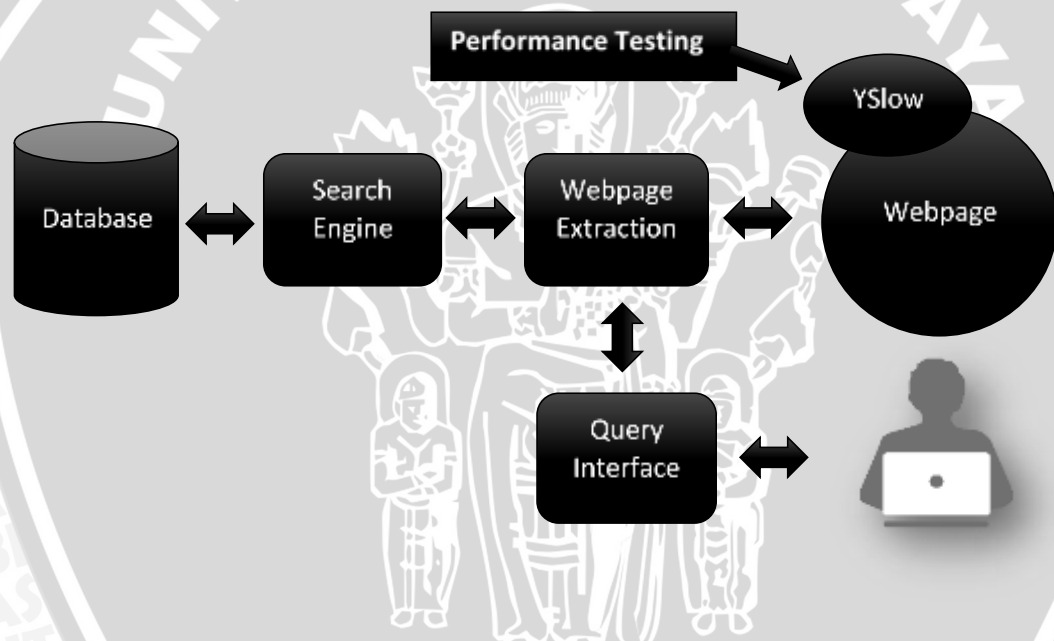 Performance Testing
YSlow
Database
Search
Engine
Webpage
Extraction
Webpage
Query
Interface